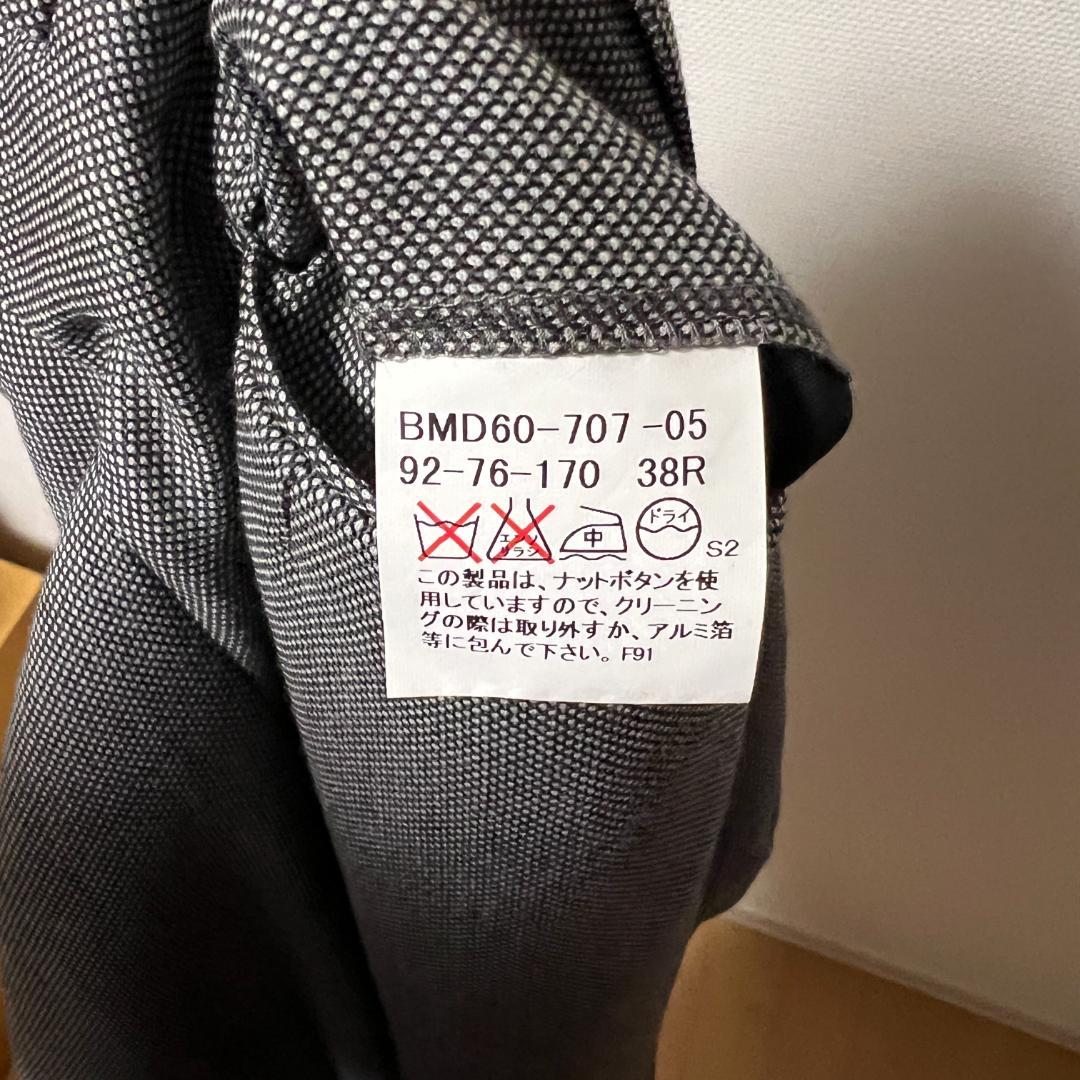 BMD60-707-05
92-76-170 38R
エンソ サラシ 中 ドライ S2
この製品は、ナットボタンを使
用していますので、クリーニン
グの際は取り外すか、アルミ箔
等に包んで下さい。F91